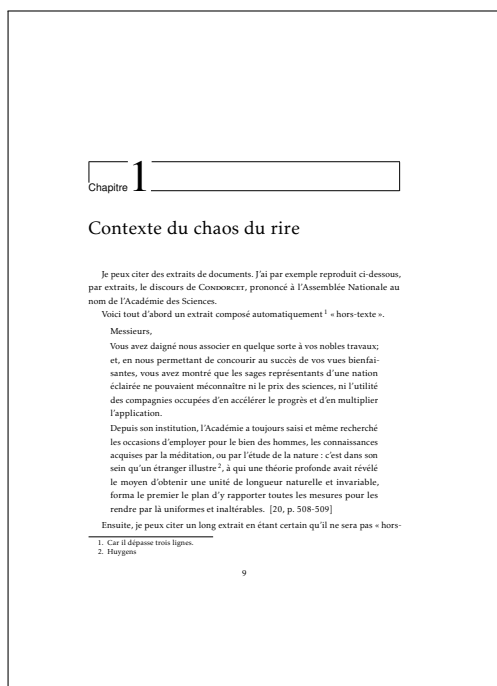 Chapitre 1
Contexte du chaos du rire
Je peux citer des extraits de documents. J'ai par exemple reproduit ci-dessous,
par extraits, le discours de Condorcet, prononcé à l'Assemblée Nationale au
nom de l'Académie des Sciences.
Voici tout d'abord un extrait composé automatiquement 1 « hors-texte ».
Messieurs,
Vous avez daigné nous associer en quelque sorte à vos nobles travaux;
et, en nous permettant de concourir au succès de vos vues bienfai-
santes, vous avez montré que les sages représentants d'une nation
éclairée ne pouvaient méconnaître ni le prix des sciences, ni l'utilité
des compagnies occupées d'en accélérer le progrès et d'en multiplier
l'application.
Depuis son institution, l'Académie a toujours saisi et même recherché
les occasions d'employer pour le bien des hommes, les connaissances
acquises par la méditation, ou par l'étude de la nature : c'est dans son
sein qu'un étranger illustre 2, à qui une théorie profonde avait révélé
le moyen d'obtenir une unité de longueur naturelle et invariable,
forma le premier le plan d'y rapporter toutes les mesures pour les
rendre par là uniformes et inaltérables. [20, p. 508-509]
Ensuite, je peux citer un long extrait en étant certain qu'il ne sera pas « hors-
1. Car il dépasse trois lignes.
2. Huygens
9